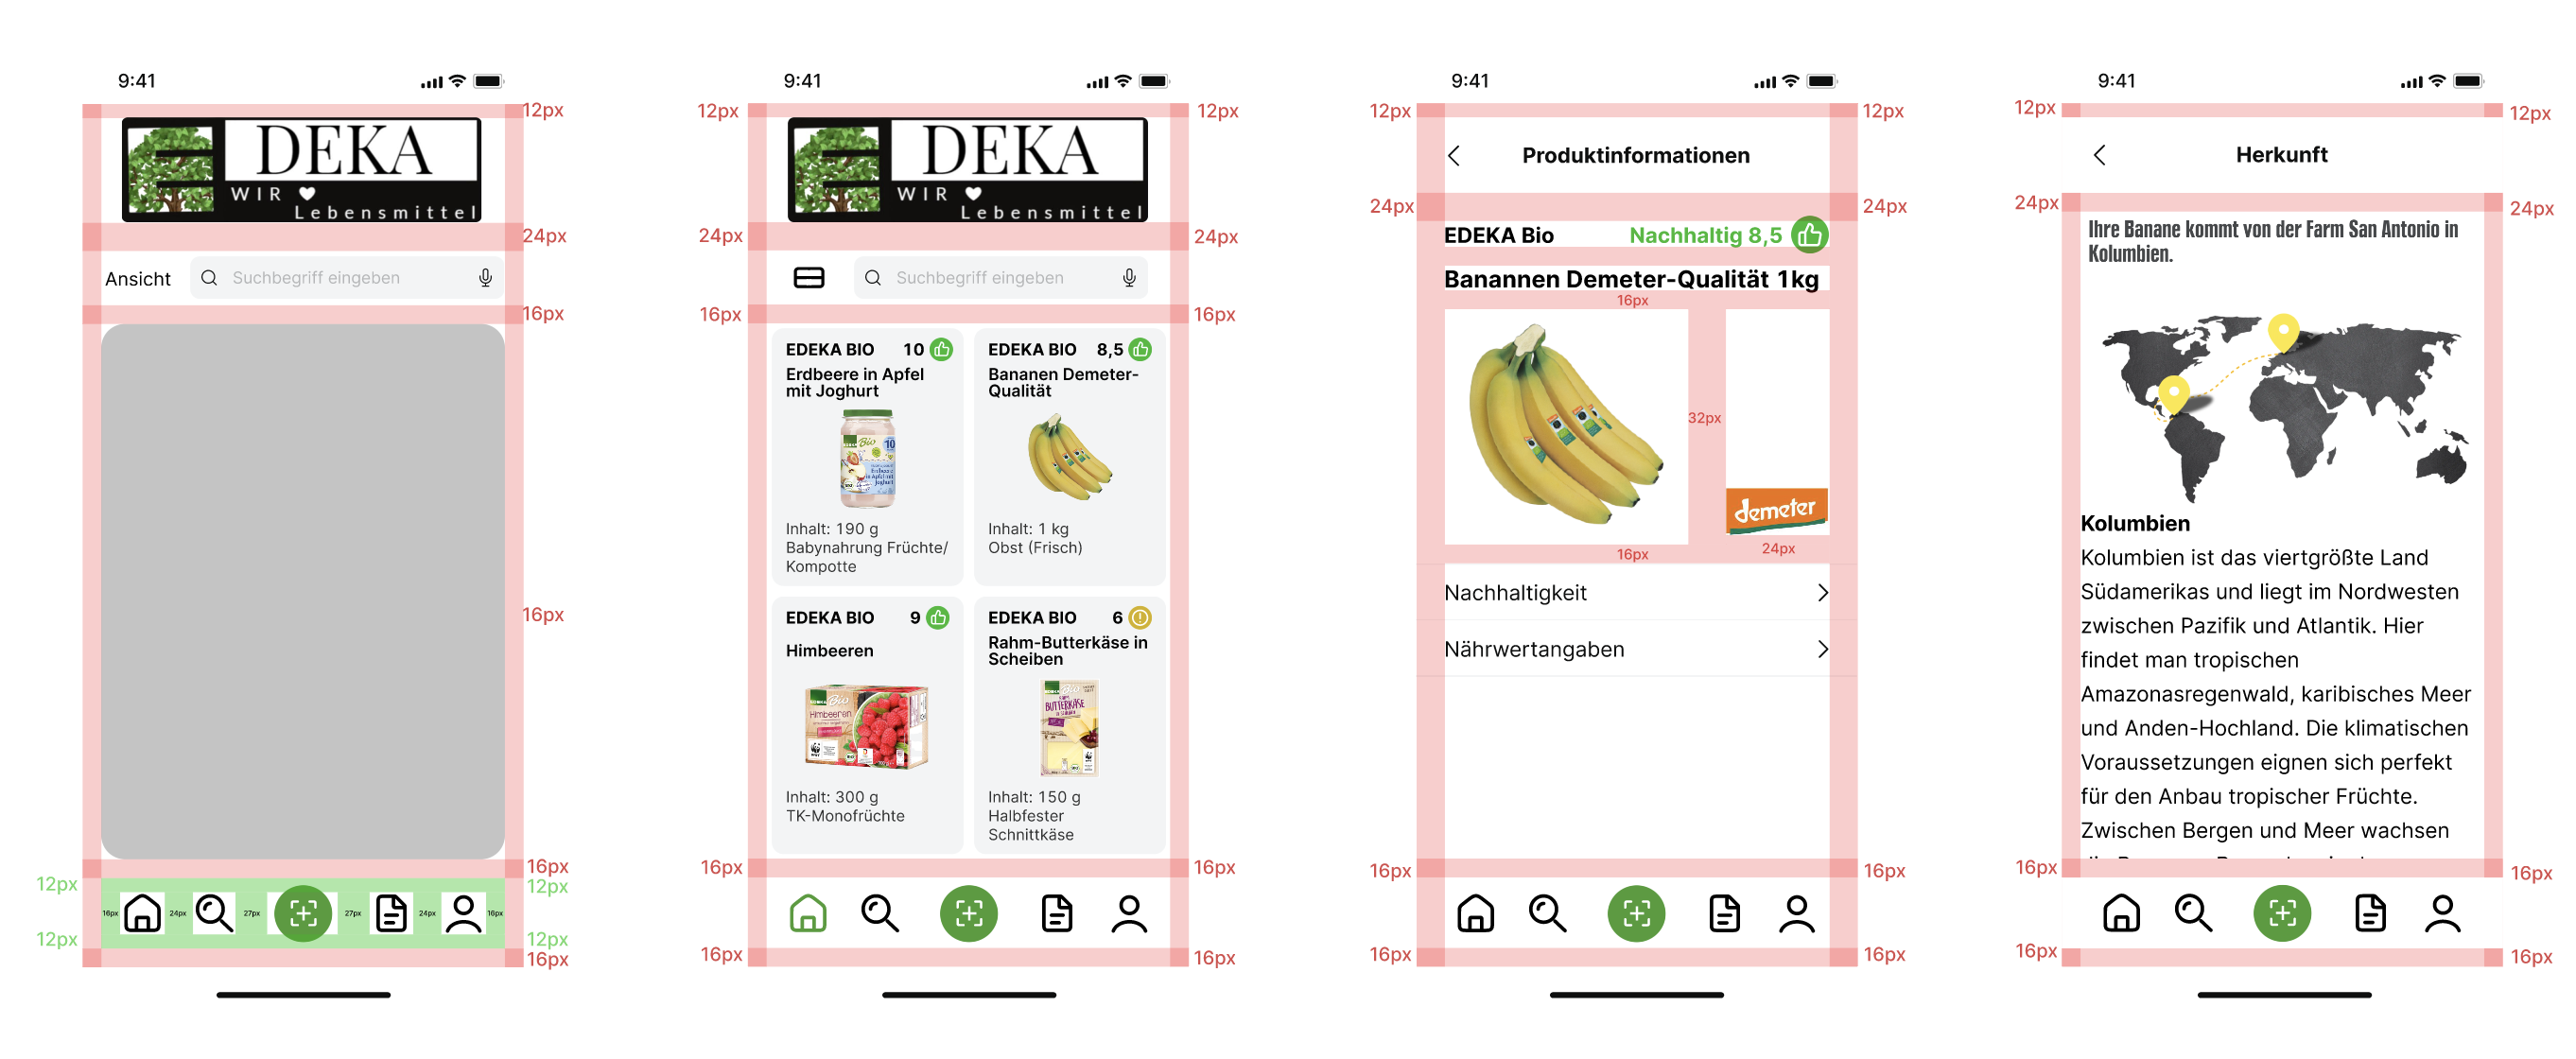 9:41
12px
DEKA
WIR
Lebensmittel
24px
Ansicht
Suchbegriff eingeben
16px
16px
16px
12px
12px
16px
24px
27px
27px
24px
16px
12px
12px
16px
9:41
12px
12px
DEKA
WIR
Lebensmittel
24px
24px
Suchbegriff eingeben
16px
16px
EDEKA BIO 10
Erdbeere in Apfel
mit Joghurt
Bio
10
Inhalt: 190 g
Babynahrung Früchte/
Kompotte
EDEKA BIO 8,5
Bananen Demeter-
Qualität
Inhalt: 1 kg
Obst (Frisch)
EDEKA BIO 9
Himbeeren
Bio
Himbeeren
Inhalt: 300 g
TK-Monofrüchte
EDEKA BIO 6
Rahm-Butterkäse in
Scheiben
Bio
BUTTERKÄSE
Inhalt: 150 g
Halbfester
Schnittkäse
16px
16px
16px
16px
9:41
12px
12px
Produktinformationen
24px
24px
EDEKA Bio
Nachhaltig 8,5
Banannen Demeter-Qualität 1kg
16px
32px
demeter
16px
24px
Nachhaltigkeit
Nährwertangaben
16px
16px
16px
16px
9:41
12px
12px
Herkunft
24px
24px
Ihre Banane kommt von der Farm San Antonio in
Kolumbien.
Kolumbien
Kolumbien ist das viertgrößte Land
Südamerikas und liegt im Nordwesten
zwischen Pazifik und Atlantik. Hier
findet man tropischen
Amazonasregenwald, karibisches Meer
und Anden-Hochland. Die klimatischen
Voraussetzungen eignen sich perfekt
für den Anbau tropischer Früchte.
Zwischen Bergen und Meer wachsen
16px
16px
16px
16px